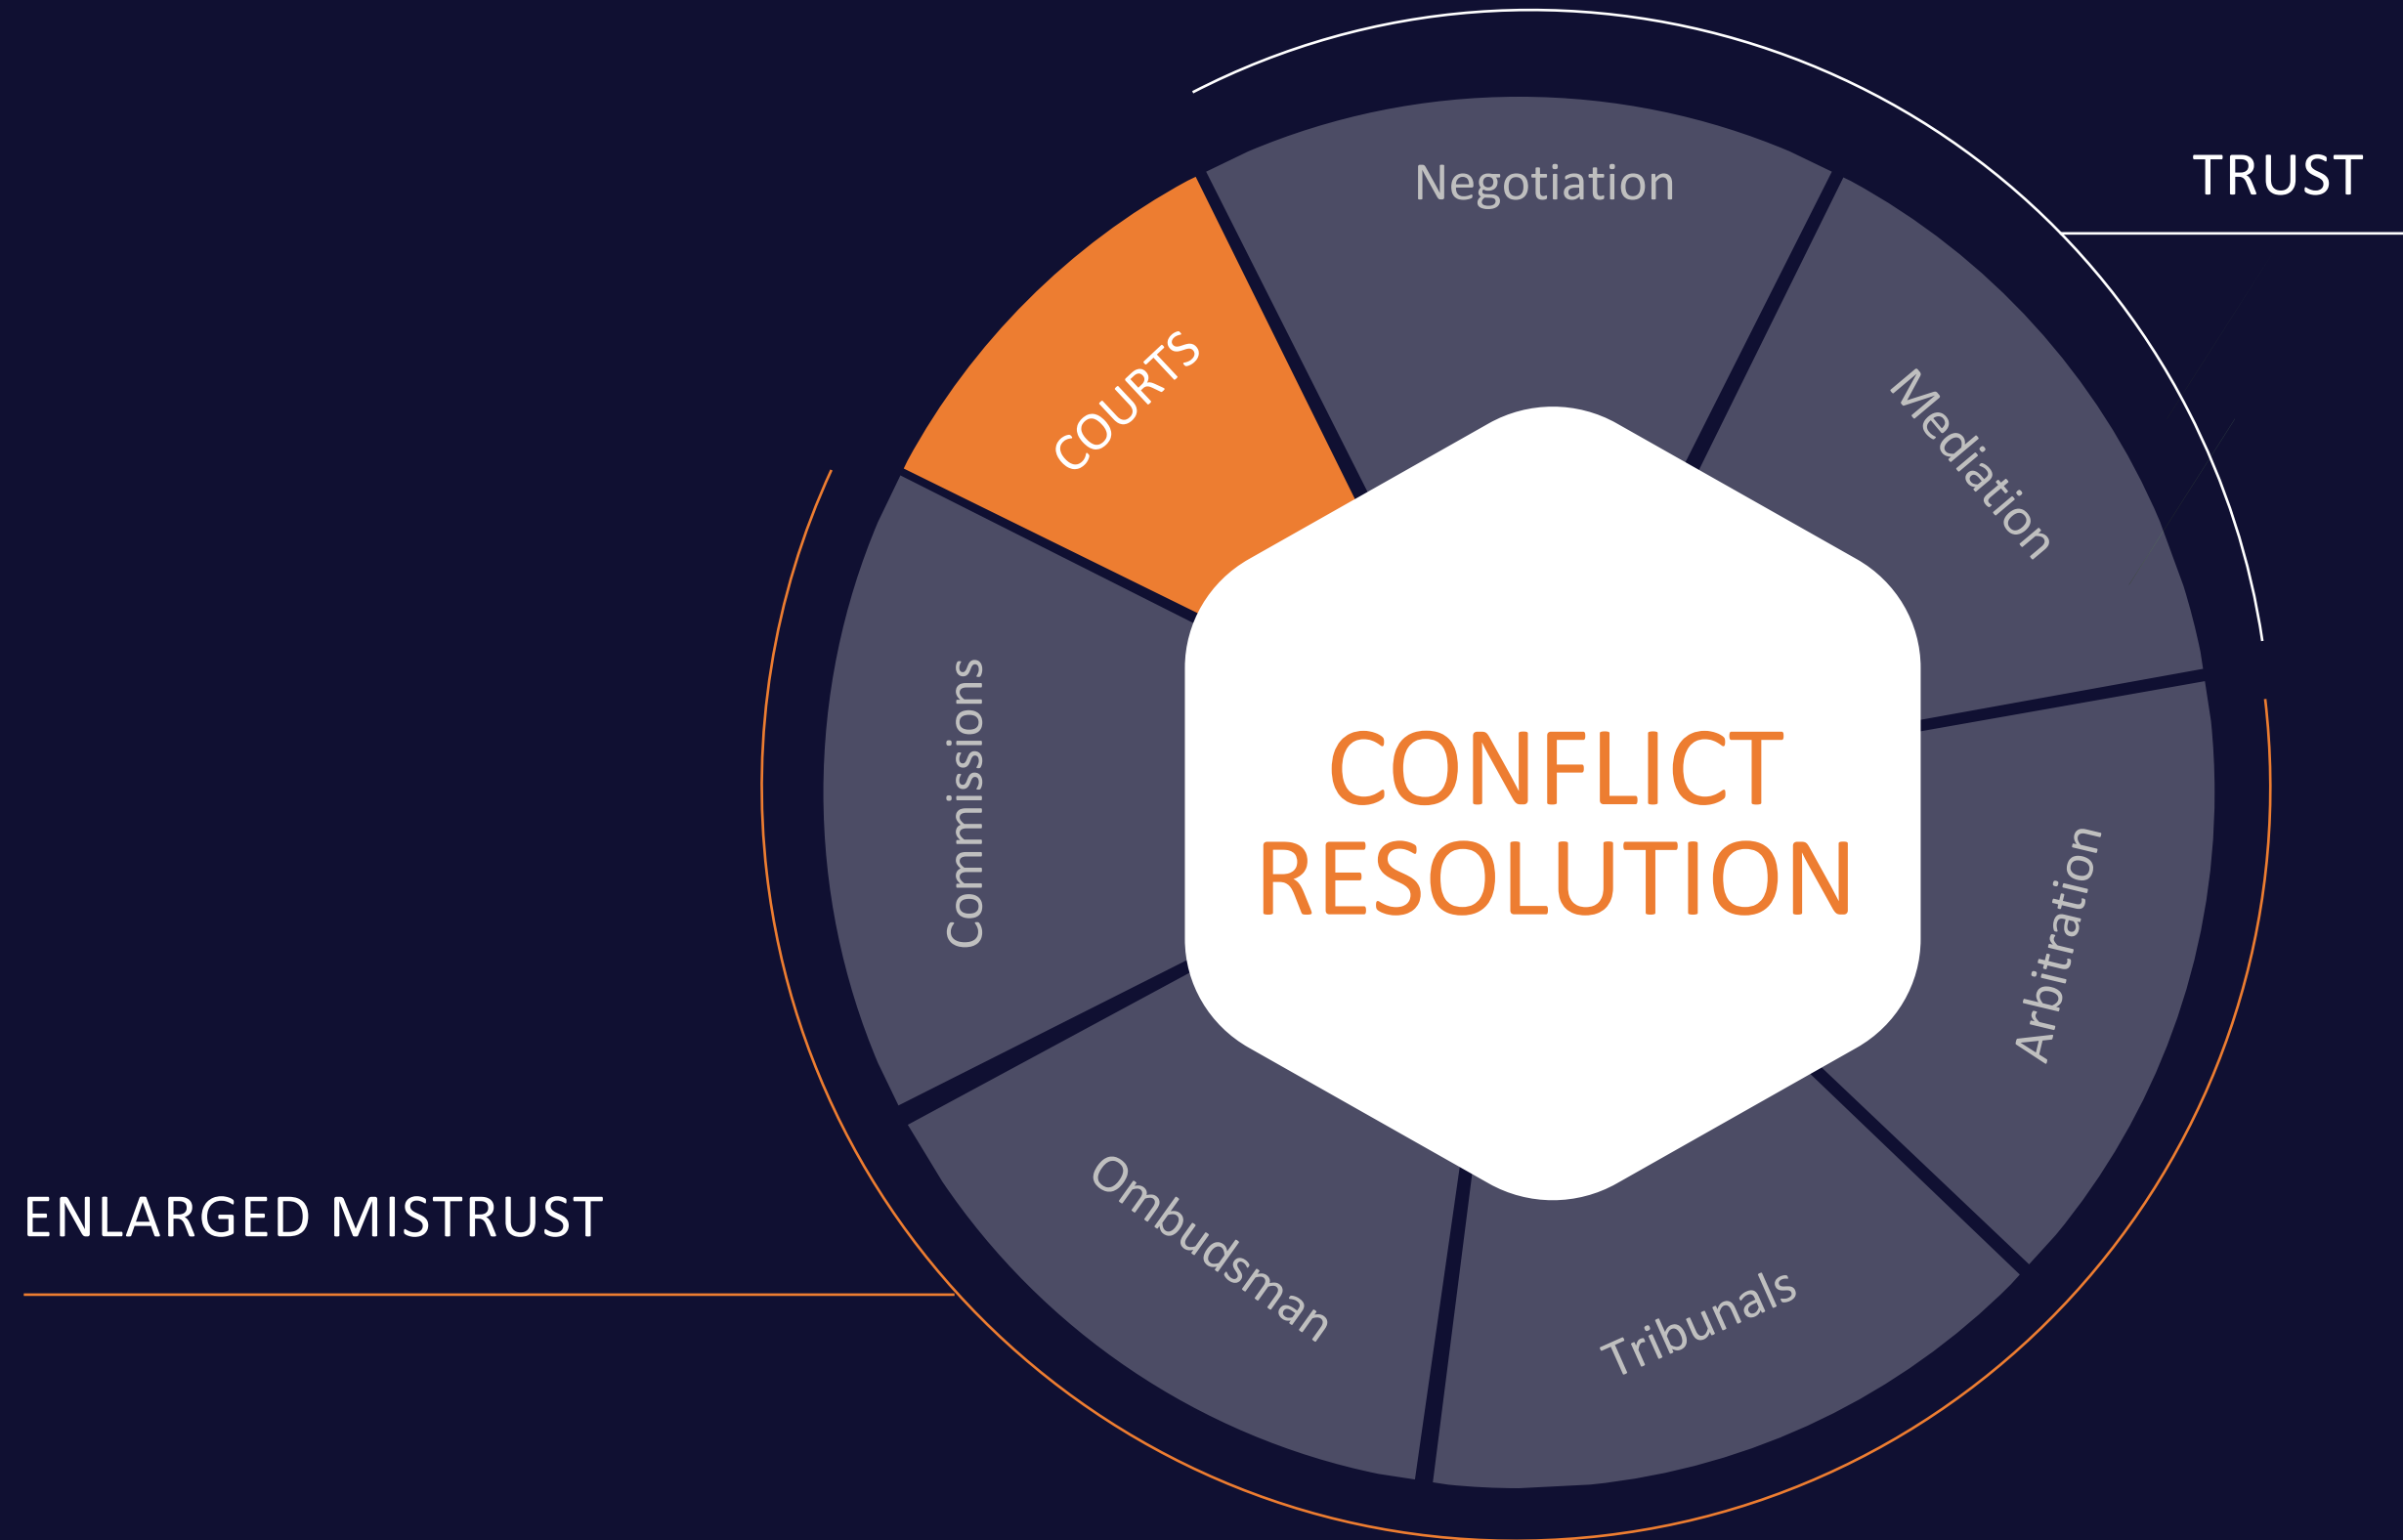 TRUST
Negotiation
Mediation
Arbitration
Tribunals
Ombudsman
Commissions
COURTS
CONFLICT
RESOLUTION
ENLARGED MISTRUST